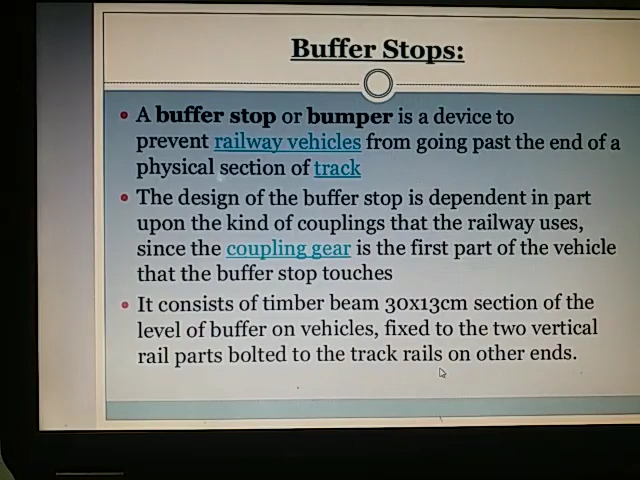 Buffer Stops:
• A buffer stop or bumper is a device to
prevent railway vehicles from going past the end of a
physical section of track
• The design of the buffer stop is dependent in part
upon the kind of couplings that the railway uses,
since the coupling gear is the first part of the vehicle
that the buffer stop touches
• It consists of timber beam 30x13cm section of the
level of buffer on vehicles, fixed to the two vertical
rail parts bolted to the track rails on other ends.